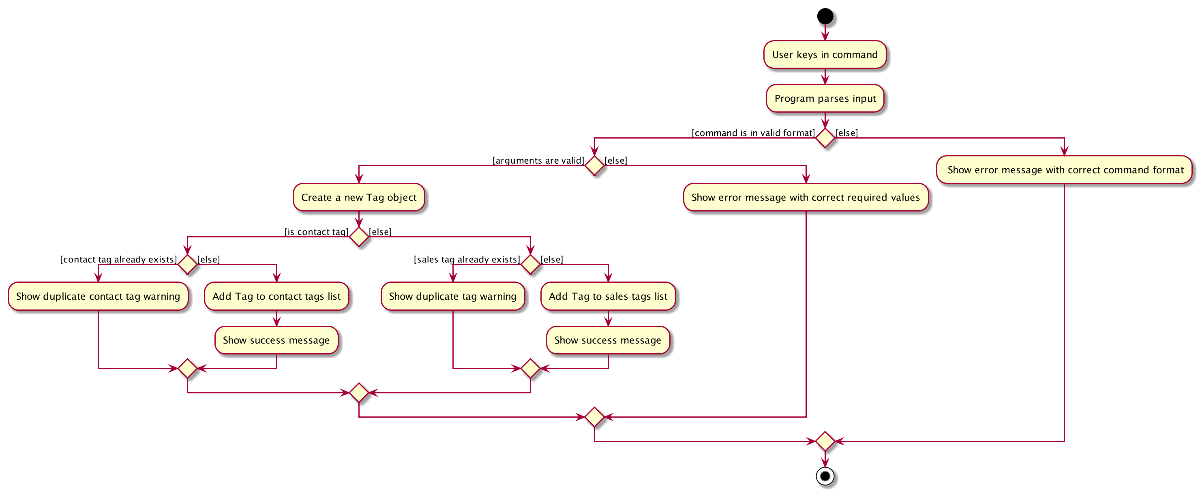 User keys in command
Program parses input
[command is in valid format]
[else]
[arguments are valid]
[else]
Show error message with correct command format
Create a new Tag object
Show error message with correct required values
[is contact tag]
[else]
[contact tag already exists]
[else]
[sales tag already exists]
[else]
Show duplicate contact tag warning
Add Tag to contact tags list
Show duplicate tag warning
Add Tag to sales tags list
Show success message
Show success message